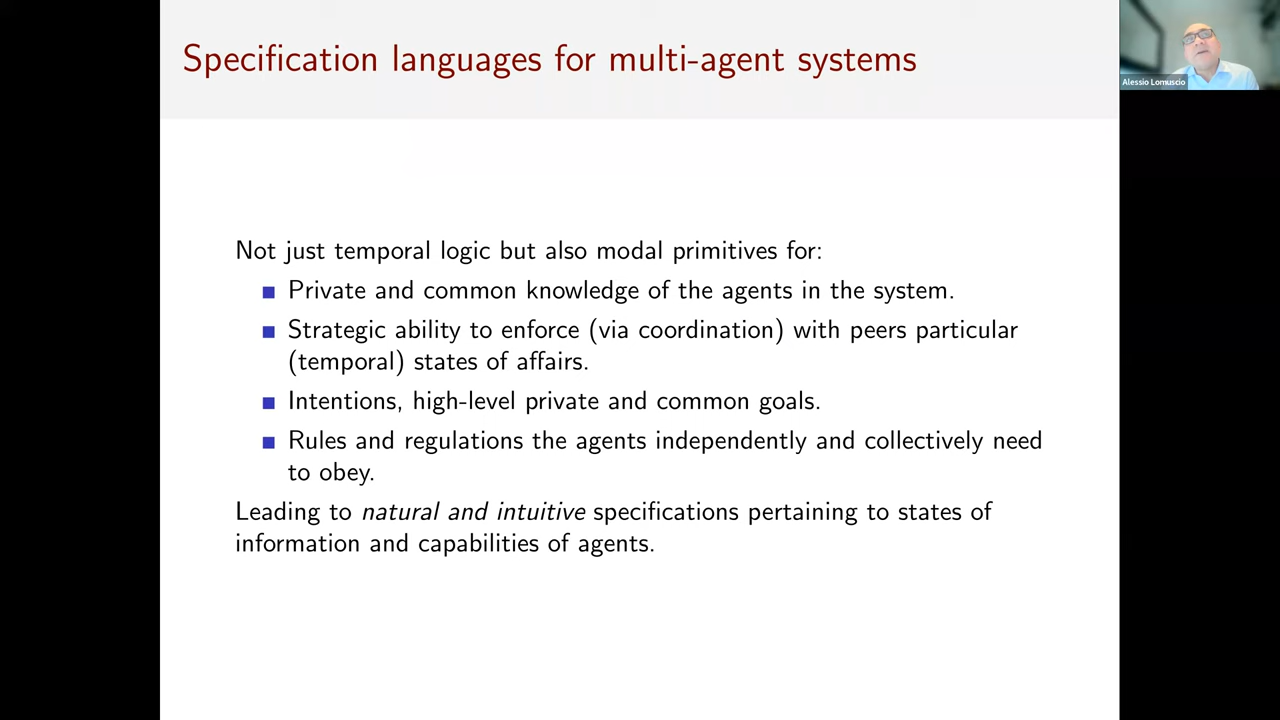 Specification languages for multi-agent systems
Alessio Lomuscio
Not just temporal logic but also modal primitives for:
Private and common knowledge of the agents in the system.
Strategic ability to enforce (via coordination) with peers particular
(temporal) states of affairs.
Intentions, high-level private and common goals.
Rules and regulations the agents independently and collectively need
to obey.
Leading to natural and intuitive specifications pertaining to states of
information and capabilities of agents.